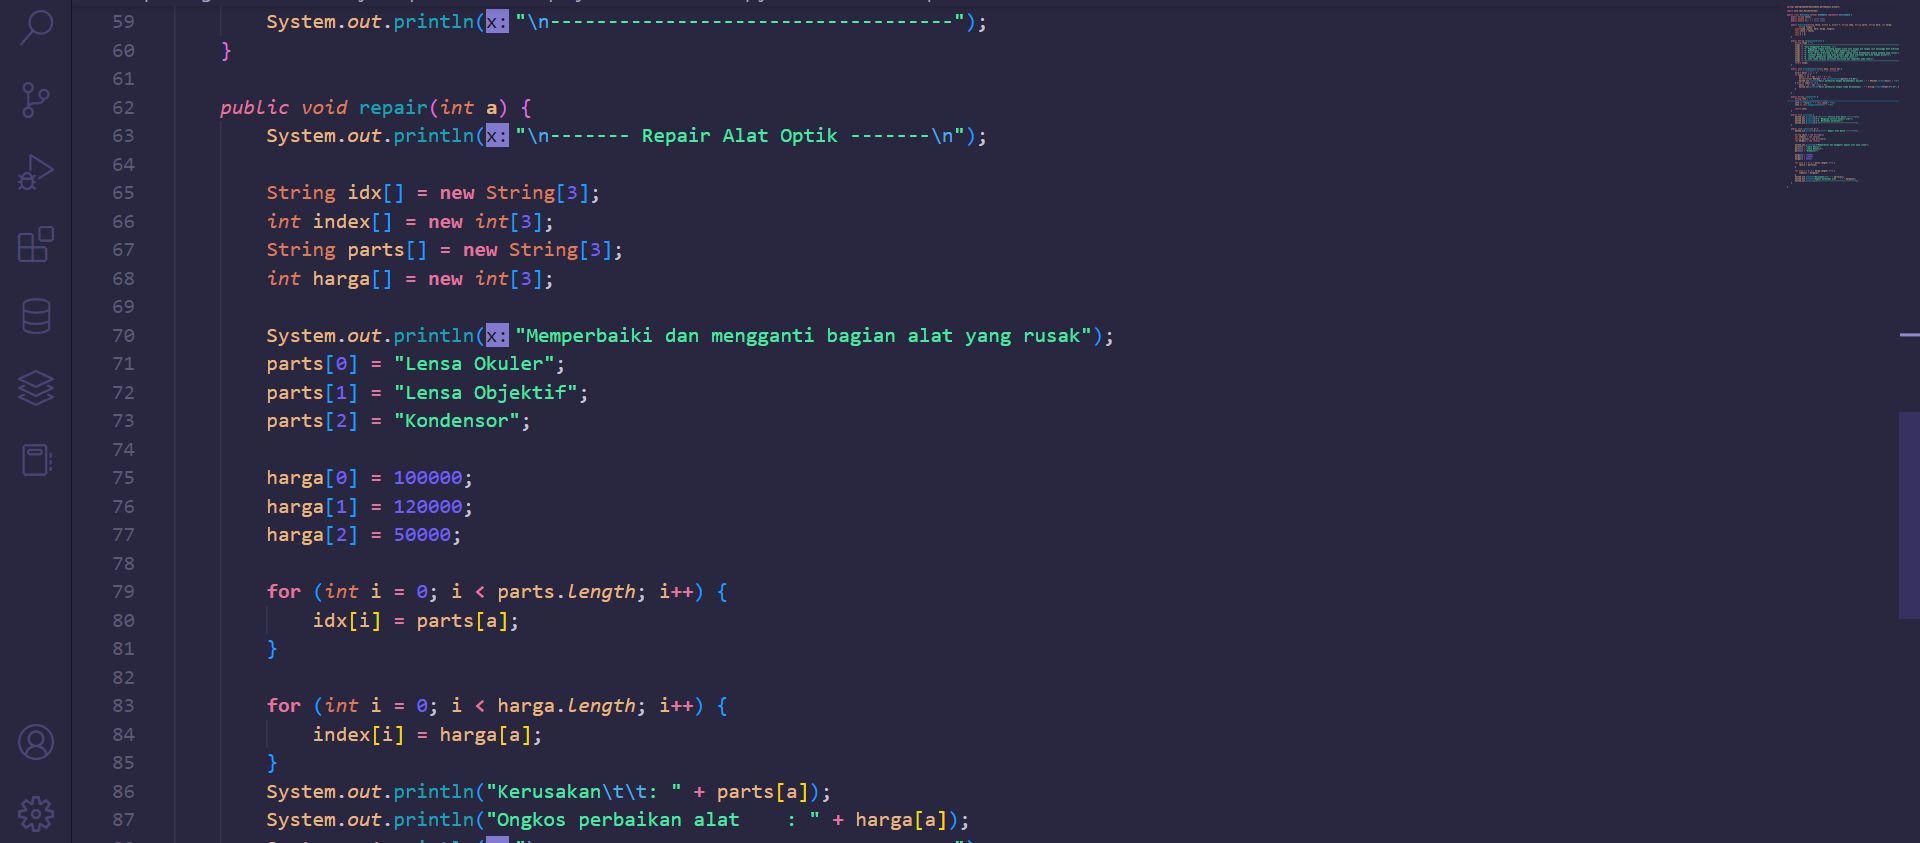 59 System.out.println(x: "\n-----------------------------------");
60 }
61
62 public void repair(int a) {
63 System.out.println(x: "\n------- Repair Alat Optik -------\n");
64
65 String idx[] = new String[3];
66 int index[] = new int[3];
67 String parts[] = new String[3];
68 int harga[] = new int[3];
69
70 System.out.println(x: "Memperbaiki dan mengganti bagian alat yang rusak");
71 parts[0] = "Lensa Okuler";
72 parts[1] = "Lensa Objektif";
73 parts[2] = "Kondensor";
74
75 harga[0] = 100000;
76 harga[1] = 120000;
77 harga[2] = 50000;
78
79 for (int i = 0; i < parts.length; i++) {
80 idx[i] = parts[a];
81 }
82
83 for (int i = 0; i < harga.length; i++) {
84 index[i] = harga[a];
85 }
86 System.out.println("Kerusakan\t\t: " + parts[a]);
87 System.out.println("Ongkos perbaikan alat    : " + harga[a]);